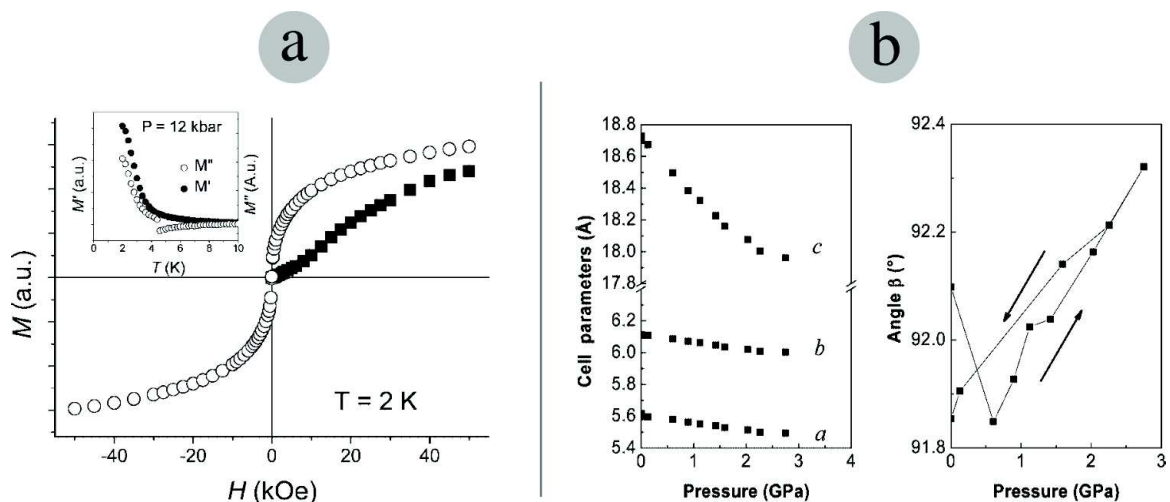 a
b
P = 12 kbar
M''
M'
M' (a.u.)
M'' (A.u.)
0 2 4 6 8 10
T (K)
M (a.u.)
T = 2 K
-40 -20 0 20 40
H (kOe)
18.8
18.6
18.4
18.2
18.0
17.8
6.2
6.0
5.8
5.6
5.4
Cell parameters (Å)
c
b
a
0 1 2 3 4
Pressure (GPa)
92.4
92.2
92.0
91.8
Angle β (°)
0 1 2 3
Pressure (GPa)